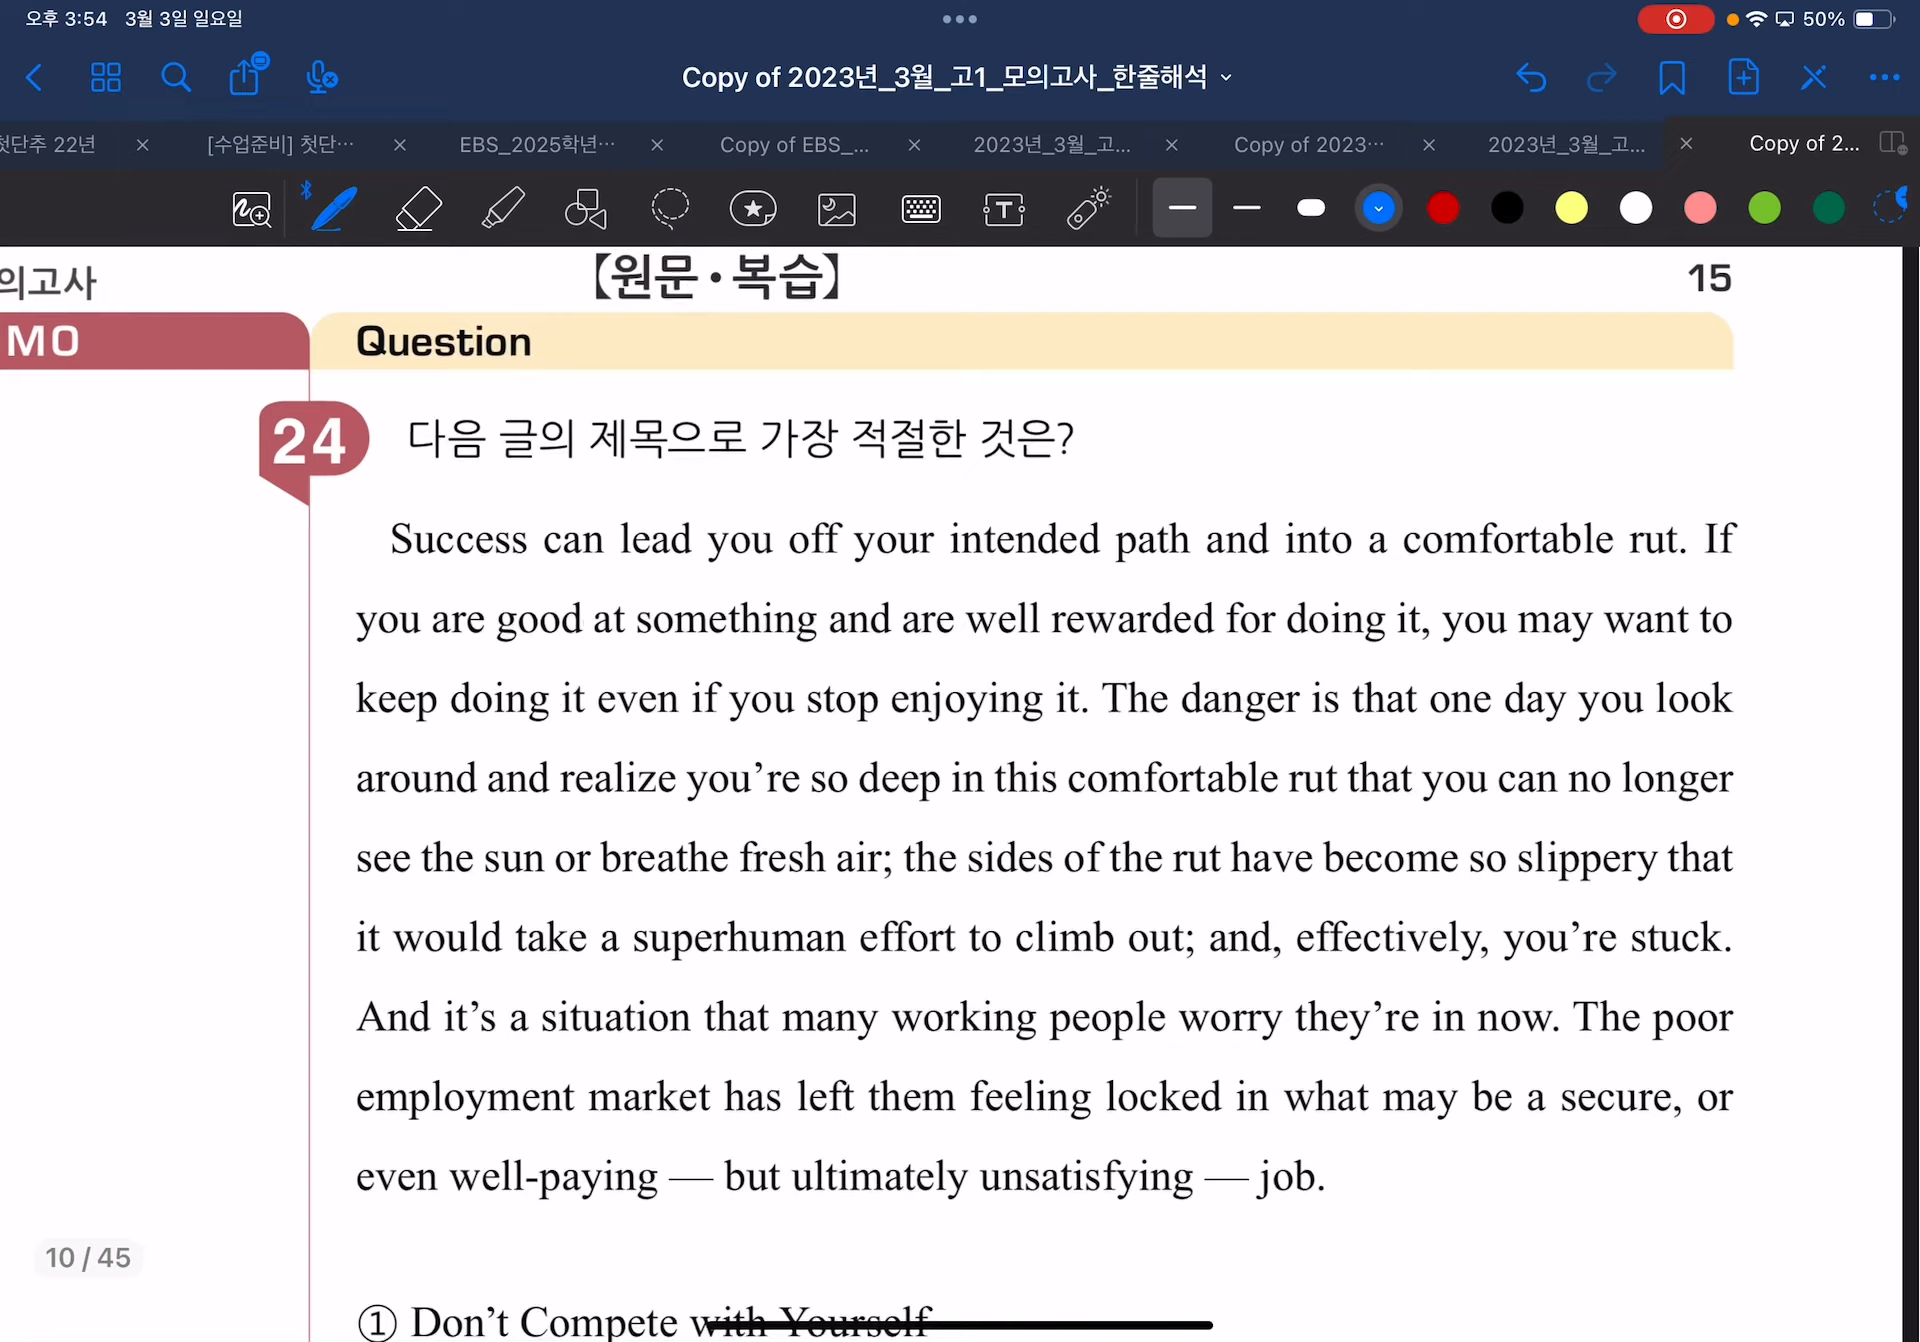 오후 3:54 3월 3일 일요일
50%
Copy of 2023년_3월_고1_모의고사_한줄해석
첫단추 22년
[수업준비] 첫단…
EBS_2025학년…
Copy of EBS_...
2023년_3월_고...
Copy of 2023…
2023년_3월_고...
Copy of 2...
의고사 【원문·복습】 15
MO Question
24 다음 글의 제목으로 가장 적절한 것은?
Success can lead you off your intended path and into a comfortable rut. If
you are good at something and are well rewarded for doing it, you may want to
keep doing it even if you stop enjoying it. The danger is that one day you look
around and realize you’re so deep in this comfortable rut that you can no longer
see the sun or breathe fresh air; the sides of the rut have become so slippery that
it would take a superhuman effort to climb out; and, effectively, you’re stuck.
And it’s a situation that many working people worry they’re in now. The poor
employment market has left them feeling locked in what may be a secure, or
even well-paying — but ultimately unsatisfying — job.
10 / 45
① Don’t Compete with Yourself